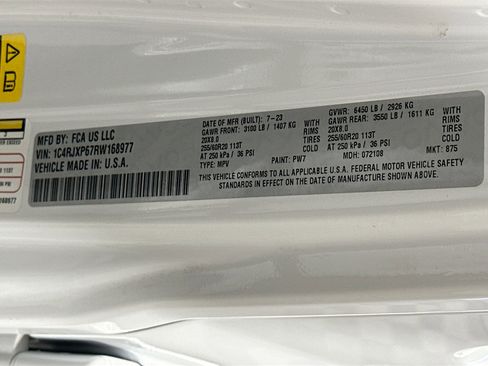 MFD BY: FCA US LLC
VIN: 1C4RJXP67RW168977
VEHICLE MADE IN U.S.A.
DATE OF MFR (BUILT): 7-23
GAWR FRONT: 3100 LB / 1407 KG WITH
20X8.0 RIMS
255/60R20 113T TIRES
AT 250 kPa / 36 PSI COLD
TYPE: MPV PAINT: PW7
GVWR: 6450 LB / 2926 KG
GAWR REAR: 3550 LB / 1611 KG WITH
20X8.0 RIMS
255/60R20 113T TIRES
AT 250 kPa / 36 PSI COLD
MDH: 072108 MKT: 875
THIS VEHICLE CONFORMS TO ALL APPLICABLE U.S.A. FEDERAL MOTOR VEHICLE SAFETY
STANDARDS IN EFFECT ON THE DATE OF MANUFACTURE SHOWN ABOVE.
1C4RJXP67RW168977